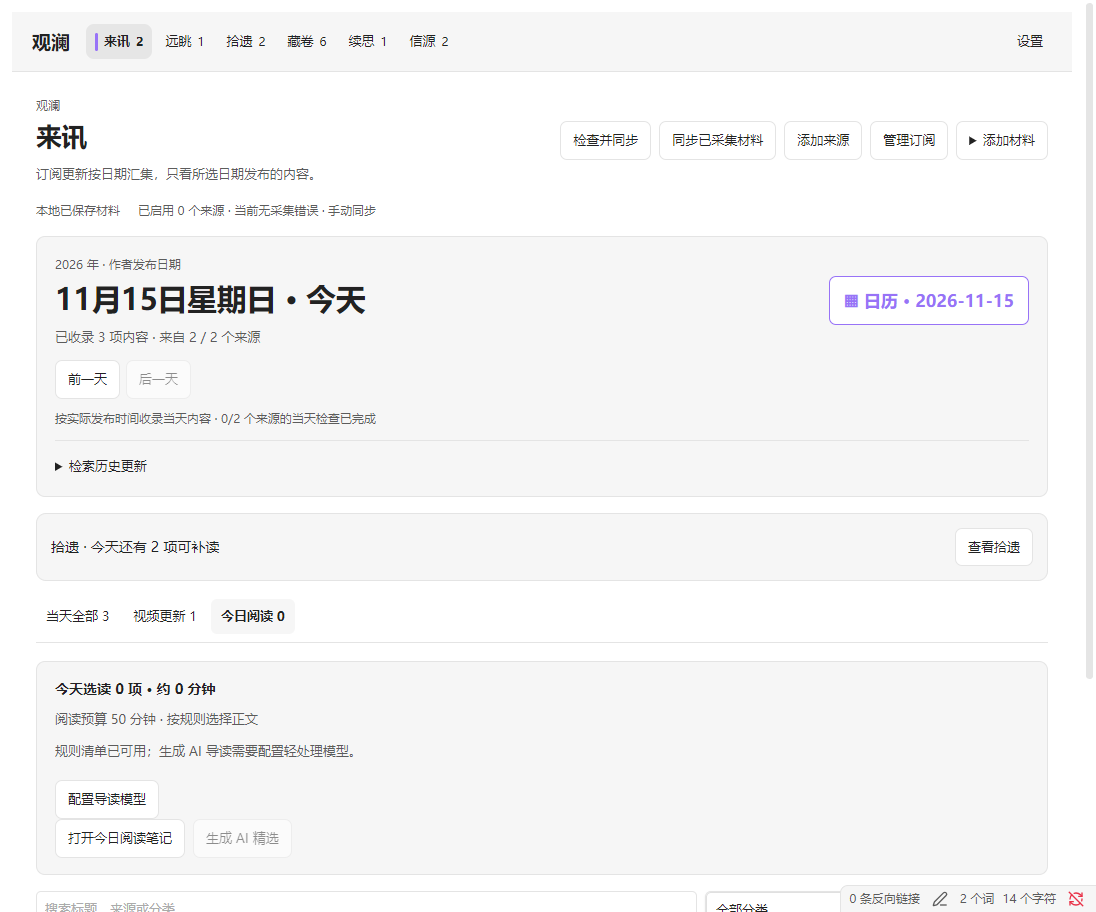 观澜 来讯 2 远眺 1 拾遗 2 藏卷 6 续思 1 信源 2 设置
观澜
来讯
检查并同步 同步已采集材料 添加来源 管理订阅 ▶ 添加材料
订阅更新按日期汇集，只看所选日期发布的内容。
本地已保存材料 已启用 0 个来源 · 当前无采集错误 · 手动同步
2026 年 · 作者发布日期
11月15日星期日 · 今天
▦ 日历 · 2026-11-15
已收录 3 项内容 · 来自 2 / 2 个来源
前一天 后一天
按实际发布时间收录当天内容 · 0/2 个来源的当天检查已完成
▶ 检索历史更新
拾遗 · 今天还有 2 项可补读 查看拾遗
当天全部 3 视频更新 1 今日阅读 0
今天选读 0 项 · 约 0 分钟
阅读预算 50 分钟 · 按规则选择正文
规则清单已可用；生成 AI 导读需要配置轻处理模型。
配置导读模型
打开今日阅读笔记 生成 AI 精选
搜索标题、来源或分类 全部分类
0 条反向链接 2 个词 14 个字符